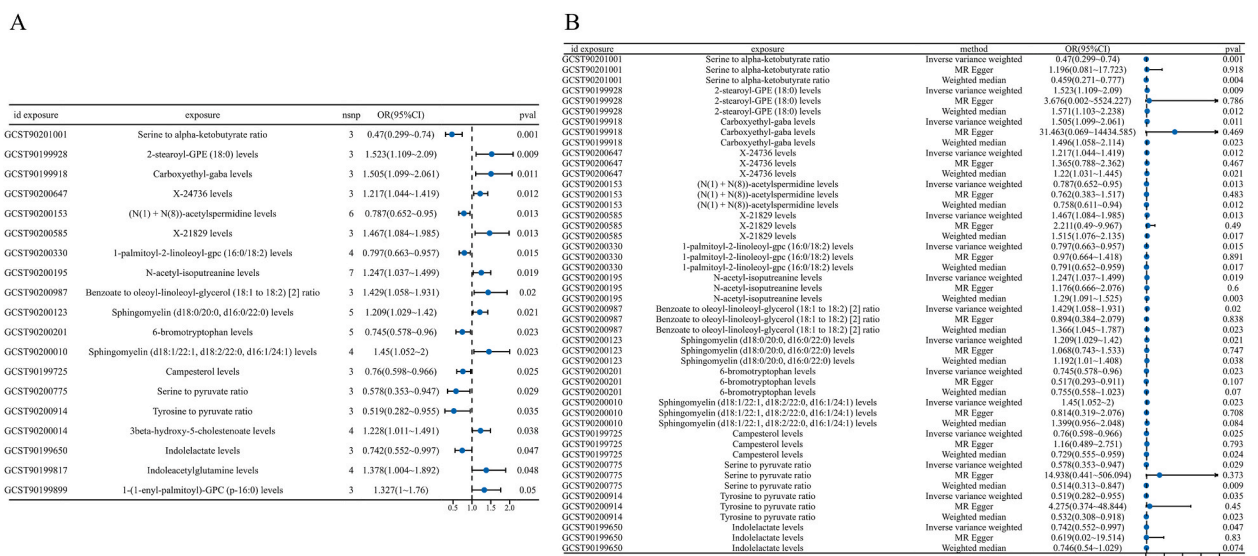 A
id exposure exposure nsnp OR(95%CI) pval
GCST90201001 Serine to alpha-ketobutyrate ratio 3 0.47(0.299~0.74) 0.001
GCST90199928 2-stearoyl-GPE (18:0) levels 3 1.523(1.109~2.09) 0.009
GCST90199918 Carboxyethyl-gaba levels 3 1.505(1.099~2.061) 0.011
GCST90200647 X-24736 levels 3 1.217(1.044~1.419) 0.012
GCST90200153 (N(1) + N(8))-acetylspermidine levels 6 0.787(0.652~0.95) 0.013
GCST90200585 X-21829 levels 3 1.467(1.084~1.985) 0.013
GCST90200330 1-palmitoyl-2-linoleoyl-gpc (16:0/18:2) levels 4 0.797(0.663~0.957) 0.015
GCST90200195 N-acetyl-isoputreanine levels 7 1.247(1.037~1.499) 0.019
GCST90200987 Benzoate to oleoyl-linoleoyl-glycerol (18:1 to 18:2) [2] ratio 3 1.429(1.058~1.931) 0.02
GCST90200123 Sphingomyelin (d18:0/20:0, d16:0/22:0) levels 5 1.209(1.029~1.42) 0.021
GCST90200201 6-bromotryptophan levels 5 0.745(0.578~0.96) 0.023
GCST90200010 Sphingomyelin (d18:1/22:1, d18:2/22:0, d16:1/24:1) levels 4 1.45(1.052~2) 0.023
GCST90199725 Campesterol levels 3 0.76(0.598~0.966) 0.025
GCST90200775 Serine to pyruvate ratio 3 0.578(0.353~0.947) 0.029
GCST90200914 Tyrosine to pyruvate ratio 3 0.519(0.282~0.955) 0.035
GCST90200014 3beta-hydroxy-5-cholestenoate levels 4 1.228(1.011~1.491) 0.038
GCST90199650 Indolelactate levels 3 0.742(0.552~0.997) 0.047
GCST90199817 Indoleacetylglutamine levels 4 1.378(1.004~1.892) 0.048
GCST90199899 1-(1-enyl-palmitoyl)-GPC (p-16:0) levels 3 1.327(1~1.76) 0.05
0.5 1.0 1.5 2.0
B
id exposure exposure method OR(95%CI) pval
GCST90201001 Serine to alpha-ketobutyrate ratio Inverse variance weighted 0.47(0.299~0.74) 0.001
GCST90201001 Serine to alpha-ketobutyrate ratio MR Egger 1.196(0.081~17.723) 0.918
GCST90201001 Serine to alpha-ketobutyrate ratio Weighted median 0.459(0.271~0.777) 0.004
GCST90199928 2-stearoyl-GPE (18:0) levels Inverse variance weighted 1.523(1.109~2.09) 0.009
GCST90199928 2-stearoyl-GPE (18:0) levels MR Egger 3.676(0.002~5524.227) 0.786
GCST90199928 2-stearoyl-GPE (18:0) levels Weighted median 1.571(1.103~2.238) 0.012
GCST90199918 Carboxyethyl-gaba levels Inverse variance weighted 1.505(1.099~2.061) 0.011
GCST90199918 Carboxyethyl-gaba levels MR Egger 31.463(0.069~14434.585) 0.469
GCST90199918 Carboxyethyl-gaba levels Weighted median 1.496(1.058~2.114) 0.023
GCST90200647 X-24736 levels Inverse variance weighted 1.217(1.044~1.419) 0.012
GCST90200647 X-24736 levels MR Egger 1.365(0.788~2.362) 0.467
GCST90200647 X-24736 levels Weighted median 1.22(1.031~1.445) 0.021
GCST90200153 (N(1) + N(8))-acetylspermidine levels Inverse variance weighted 0.787(0.652~0.95) 0.013
GCST90200153 (N(1) + N(8))-acetylspermidine levels MR Egger 0.762(0.383~1.517) 0.483
GCST90200153 (N(1) + N(8))-acetylspermidine levels Weighted median 0.758(0.611~0.94) 0.012
GCST90200585 X-21829 levels Inverse variance weighted 1.467(1.084~1.985) 0.013
GCST90200585 X-21829 levels MR Egger 2.211(0.49~9.967) 0.49
GCST90200585 X-21829 levels Weighted median 1.515(1.076~2.135) 0.017
GCST90200330 1-palmitoyl-2-linoleoyl-gpc (16:0/18:2) levels Inverse variance weighted 0.797(0.663~0.957) 0.015
GCST90200330 1-palmitoyl-2-linoleoyl-gpc (16:0/18:2) levels MR Egger 0.97(0.664~1.418) 0.891
GCST90200330 1-palmitoyl-2-linoleoyl-gpc (16:0/18:2) levels Weighted median 0.791(0.652~0.959) 0.017
GCST90200195 N-acetyl-isoputreanine levels Inverse variance weighted 1.247(1.037~1.499) 0.019
GCST90200195 N-acetyl-isoputreanine levels MR Egger 1.176(0.666~2.076) 0.6
GCST90200195 N-acetyl-isoputreanine levels Weighted median 1.29(1.091~1.525) 0.003
GCST90200987 Benzoate to oleoyl-linoleoyl-glycerol (18:1 to 18:2) [2] ratio Inverse variance weighted 1.429(1.058~1.931) 0.02
GCST90200987 Benzoate to oleoyl-linoleoyl-glycerol (18:1 to 18:2) [2] ratio MR Egger 0.894(0.384~2.079) 0.838
GCST90200987 Benzoate to oleoyl-linoleoyl-glycerol (18:1 to 18:2) [2] ratio Weighted median 1.366(1.045~1.787) 0.023
GCST90200123 Sphingomyelin (d18:0/20:0, d16:0/22:0) levels Inverse variance weighted 1.209(1.029~1.42) 0.021
GCST90200123 Sphingomyelin (d18:0/20:0, d16:0/22:0) levels MR Egger 1.068(0.743~1.533) 0.747
GCST90200123 Sphingomyelin (d18:0/20:0, d16:0/22:0) levels Weighted median 1.192(1.01~1.408) 0.038
GCST90200201 6-bromotryptophan levels Inverse variance weighted 0.745(0.578~0.96) 0.023
GCST90200201 6-bromotryptophan levels MR Egger 0.517(0.293~0.911) 0.107
GCST90200201 6-bromotryptophan levels Weighted median 0.755(0.558~1.023) 0.07
GCST90200010 Sphingomyelin (d18:1/22:1, d18:2/22:0, d16:1/24:1) levels Inverse variance weighted 1.45(1.052~2) 0.023
GCST90200010 Sphingomyelin (d18:1/22:1, d18:2/22:0, d16:1/24:1) levels MR Egger 0.814(0.319~2.076) 0.708
GCST90200010 Sphingomyelin (d18:1/22:1, d18:2/22:0, d16:1/24:1) levels Weighted median 1.399(0.956~2.048) 0.084
GCST90199725 Campesterol levels Inverse variance weighted 0.76(0.598~0.966) 0.025
GCST90199725 Campesterol levels MR Egger 1.16(0.489~2.751) 0.793
GCST90199725 Campesterol levels Weighted median 0.729(0.555~0.959) 0.024
GCST90200775 Serine to pyruvate ratio Inverse variance weighted 0.578(0.353~0.947) 0.029
GCST90200775 Serine to pyruvate ratio MR Egger 14.938(0.441~506.094) 0.373
GCST90200775 Serine to pyruvate ratio Weighted median 0.514(0.313~0.847) 0.009
GCST90200914 Tyrosine to pyruvate ratio Inverse variance weighted 0.519(0.282~0.955) 0.035
GCST90200914 Tyrosine to pyruvate ratio MR Egger 4.275(0.374~48.844) 0.45
GCST90200914 Tyrosine to pyruvate ratio Weighted median 0.532(0.308~0.918) 0.023
GCST90199650 Indolelactate levels Inverse variance weighted 0.742(0.552~0.997) 0.047
GCST90199650 Indolelactate levels MR Egger 0.619(0.02~19.514) 0.83
GCST90199650 Indolelactate levels Weighted median 0.746(0.54~1.029) 0.074